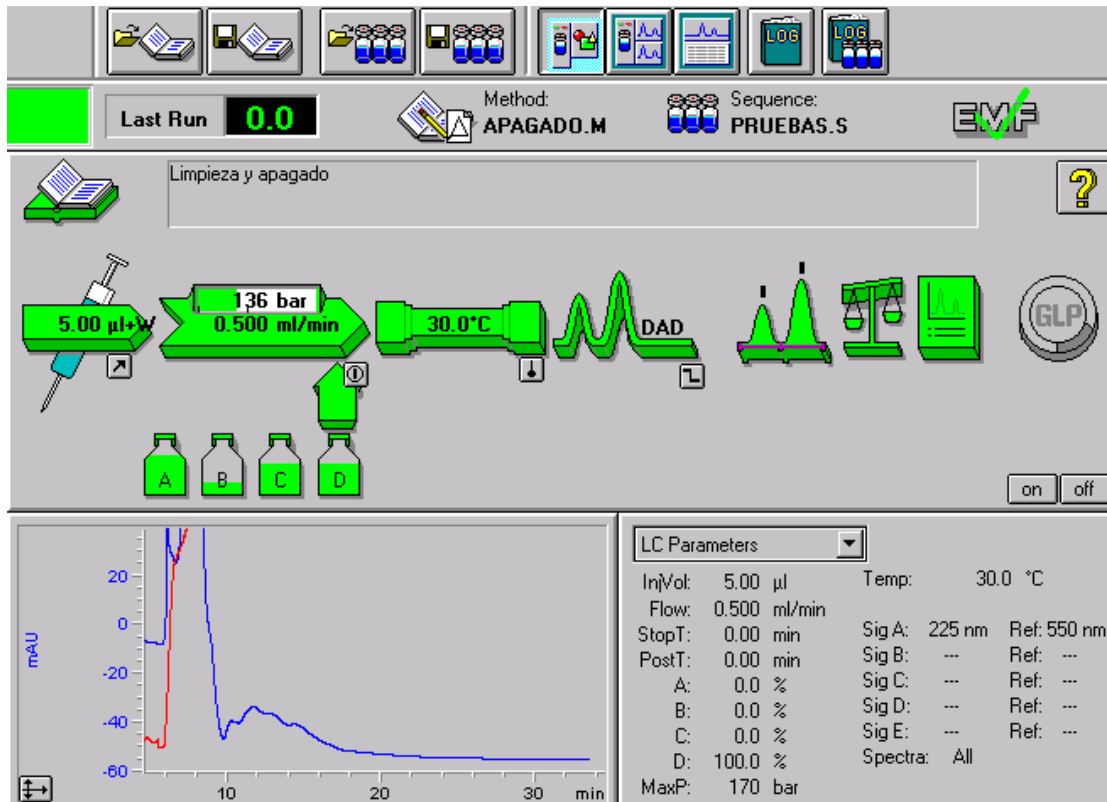 LOG LOG
Last Run 0.0
Method:
APAGADO.M
Sequence:
PRUEBAS.S
EMF
Limpieza y apagado
?
136 bar
5.00 µl+W
0.500 ml/min
30.0°C
DAD
GLP
A B C D
on off
mAU
20
0
-20
-40
-60
10 20 30 min
LC Parameters
InjVol: 5.00 µl Temp: 30.0 °C
Flow: 0.500 ml/min
StopT: 0.00 min Sig A: 225 nm Ref: 550 nm
PostT: 0.00 min Sig B: --- Ref: ---
A: 0.0 % Sig C: --- Ref: ---
B: 0.0 % Sig D: --- Ref: ---
C: 0.0 % Sig E: --- Ref: ---
D: 100.0 % Spectra: All
MaxP: 170 bar